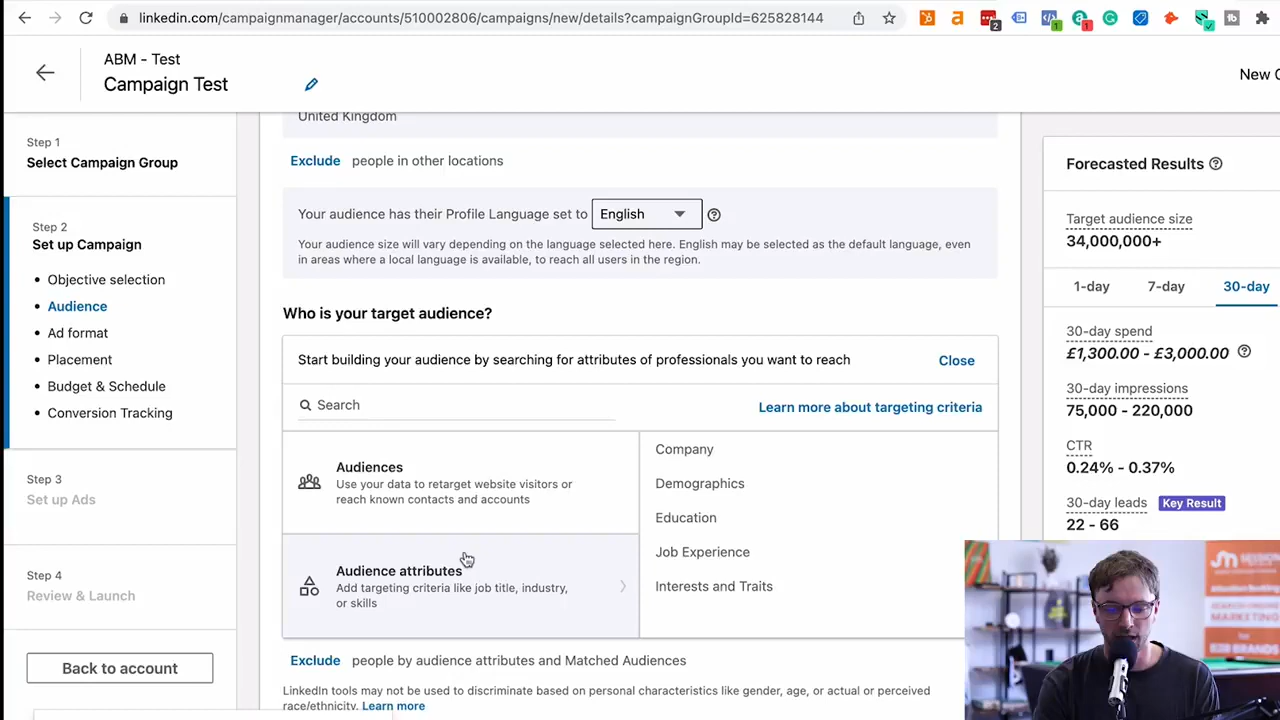 linkedin.com/campaignmanager/accounts/510002806/campaigns/new/details?campaignGroupId=625828144
2
1
1
ABM - Test
Campaign Test
New C
Step 1
Select Campaign Group
Step 2
Set up Campaign
• Objective selection
• Audience
• Ad format
• Placement
• Budget & Schedule
• Conversion Tracking
Step 3
Set up Ads
Step 4
Review & Launch
Back to account
United Kingdom
Exclude people in other locations
Your audience has their Profile Language set to English
Your audience size will vary depending on the language selected here. English may be selected as the default language, even
in areas where a local language is available, to reach all users in the region.
Who is your target audience?
Start building your audience by searching for attributes of professionals you want to reach
Close
Search
Learn more about targeting criteria
Audiences
Use your data to retarget website visitors or
reach known contacts and accounts
Audience attributes
Add targeting criteria like job title, industry,
or skills
Company
Demographics
Education
Job Experience
Interests and Traits
Exclude people by audience attributes and Matched Audiences
LinkedIn tools may not be used to discriminate based on personal characteristics like gender, age, or actual or perceived
race/ethnicity. Learn more
Forecasted Results
Target audience size
34,000,000+
1-day 7-day 30-day
30-day spend
£1,300.00 - £3,000.00
30-day impressions
75,000 - 220,000
CTR
0.24% - 0.37%
30-day leads Key Result
22 - 66
MARKETING
B2B BRANDS